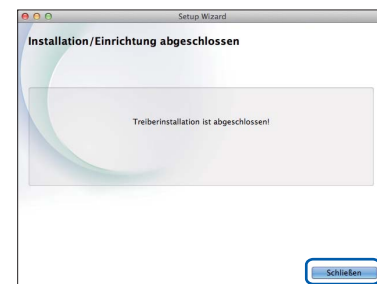 Setup Wizard
Installation/Einrichtung abgeschlossen
Treiberinstallation ist abgeschlossen!
Schließen